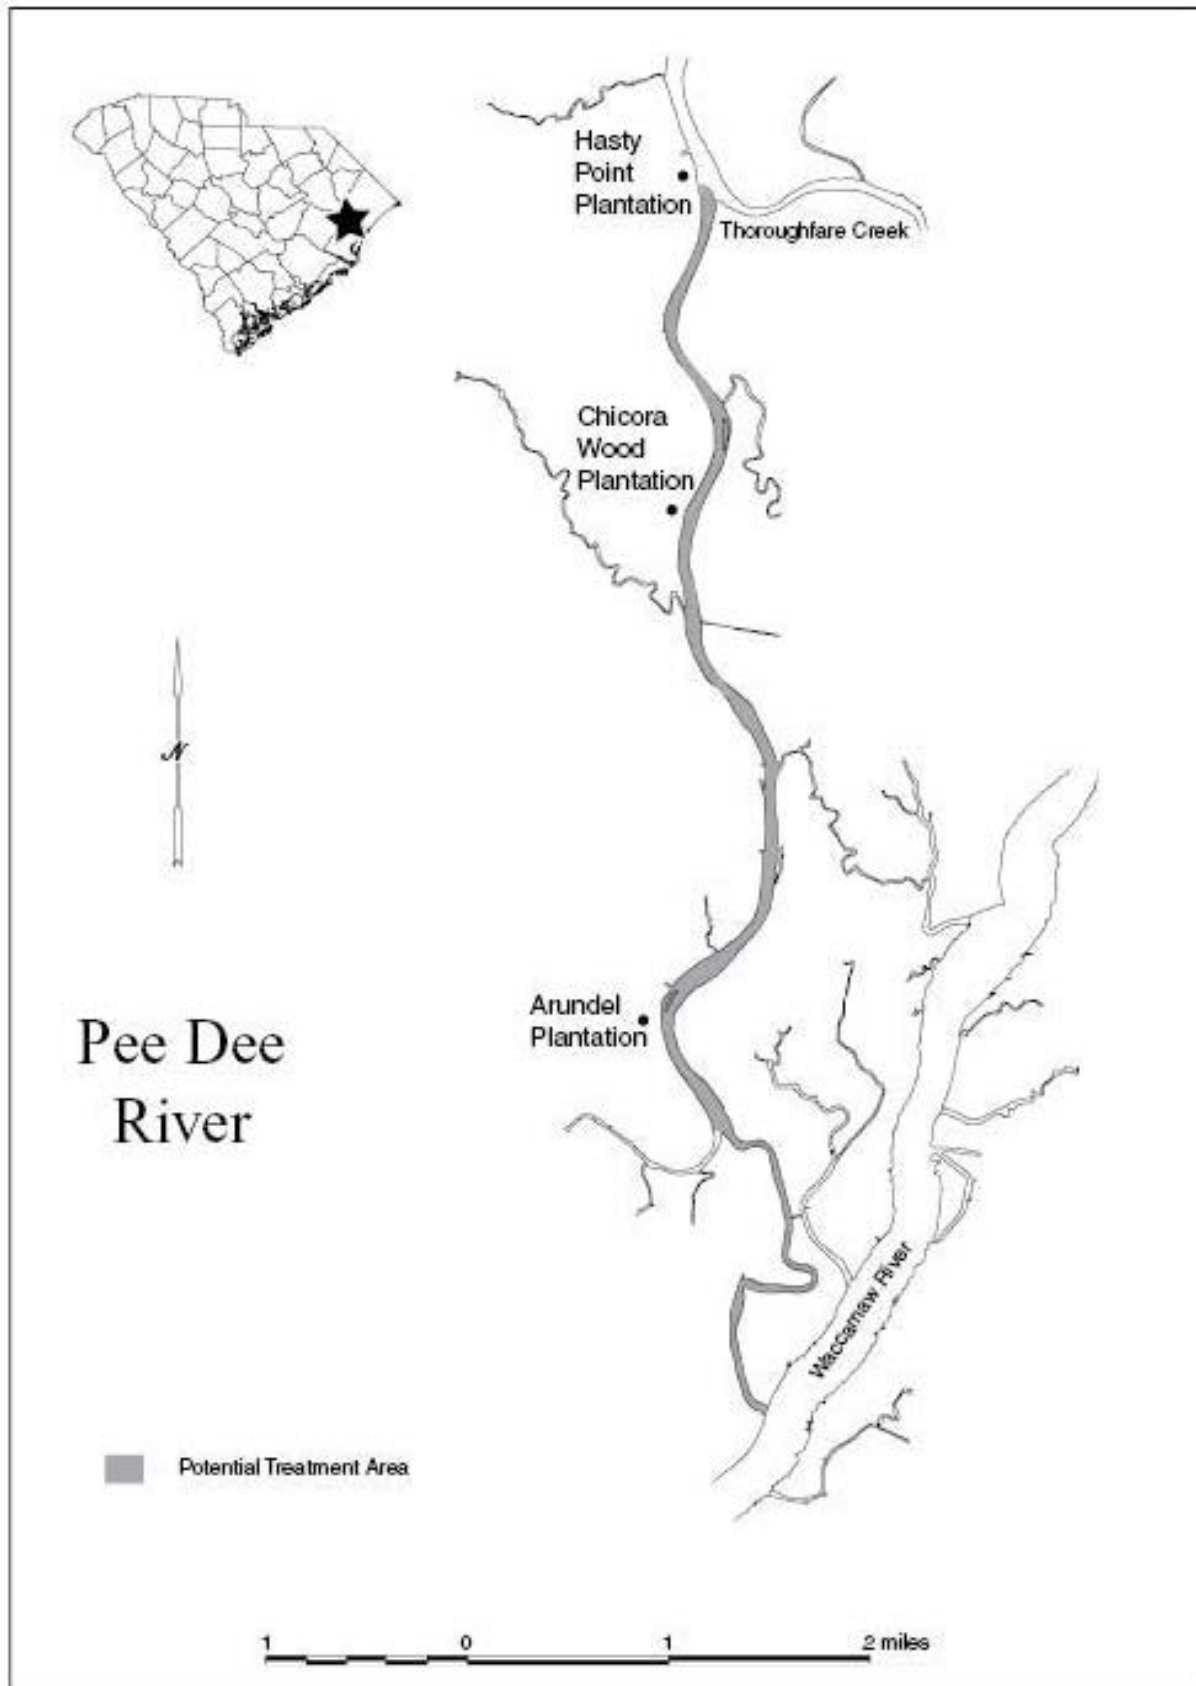 Hasty
Point
Plantation
Thoroughfare Creek
Chicora
Wood
Plantation
N
Arundel
Plantation
Pee Dee
River
Waccamaw River
Potential Treatment Area
1 0 1 2 miles